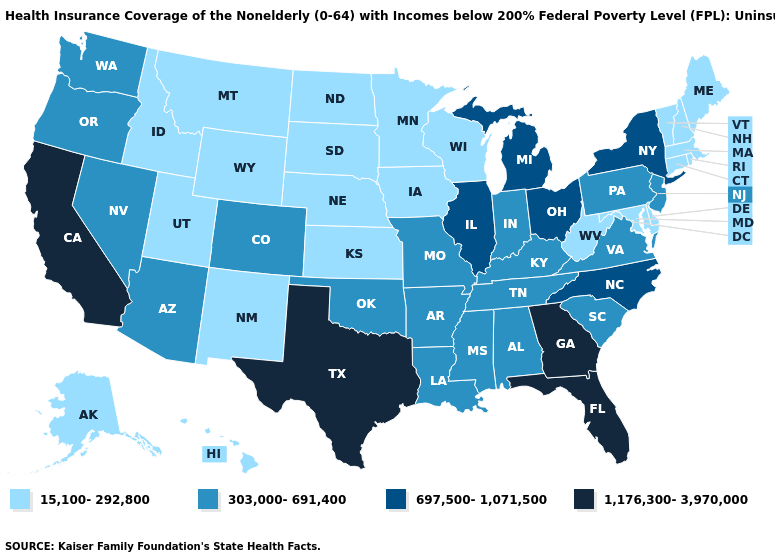 Health Insurance Coverage of the Nonelderly (0-64) with Incomes below 200% Federal Poverty Level (FPL):
WA
OR
CA
NV
ID
MT
WY
UT
AZ
CO
NM
ND
SD
NE
KS
OK
TX
MN
IA
MO
AR
LA
WI
IL
MI
IN
OH
KY
TN
MS
AL
GA
FL
SC
NC
VA
WV
PA
NY
ME
VT
NH
MA
RI
CT
NJ
DE
MD
DC
AK
HI
15,100- 292,800
303,000- 691,400
697,500- 1,071,500
1,176,300- 3,970,000
SOURCE: Kaiser Family Foundation's State Health Facts.